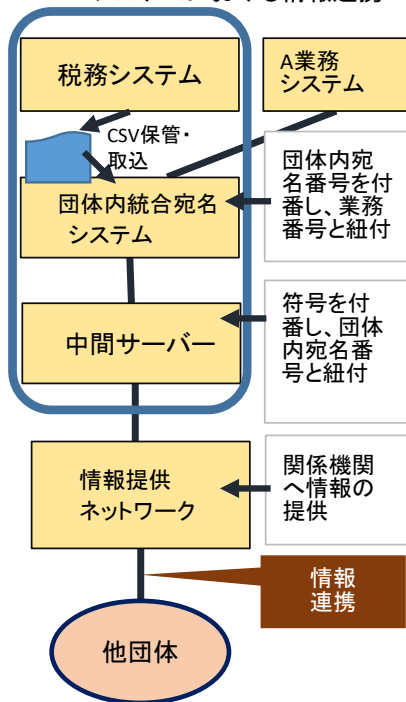 税務システム
A業務
システム
CSV保管・
取込
団体内統合宛名
システム
団体内宛
名番号を付
番し、業務
番号と紐付
中間サーバー
符号を付
番し、団体
内宛名番
号と紐付
情報提供
ネットワーク
関係機関
へ情報の
提供
情報
連携
他団体